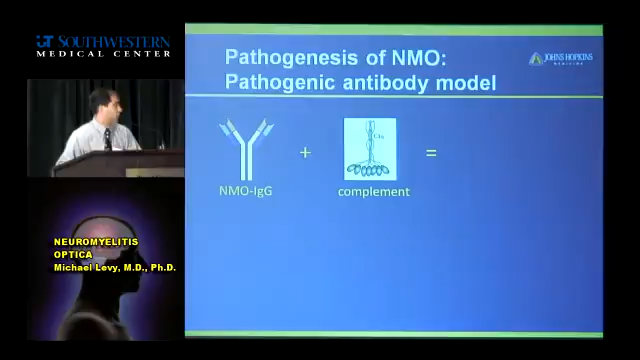 UT SOUTHWESTERN
MEDICAL CENTER
Pathogenesis of NMO:
Pathogenic antibody model
JOHNS HOPKINS
MEDICINE
NMO-IgG
+
C1s
complement
=
NEUROMYELITIS
OPTICA
Michael Levy, M.D., Ph.D.